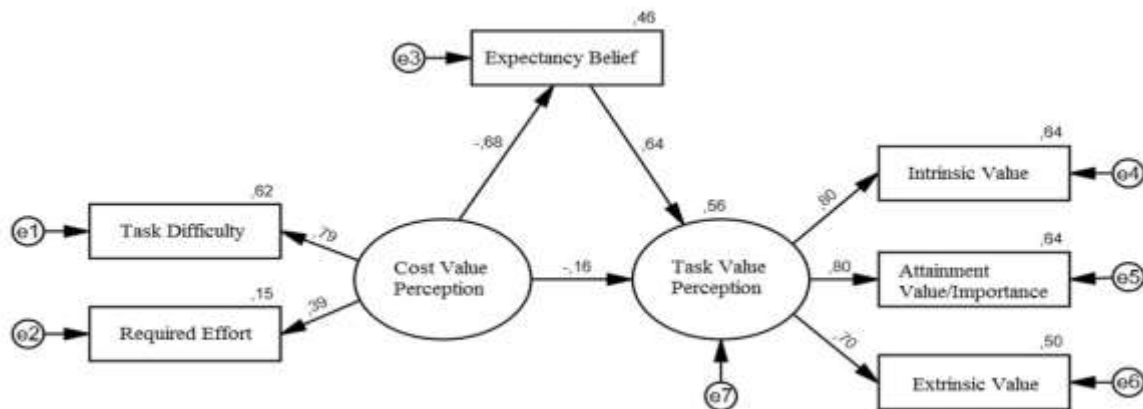 ,46
e3
Expectancy Belief
-,68
,64
,64
Intrinsic Value
e4
,62
,56
,80
e1
Task Difficulty
,79
Cost Value
Perception
-,16
Task Value
Perception
,80
,64
Attainment
Value/Importance
e5
,15
,39
e2
Required Effort
,70
,50
e7
Extrinsic Value
e6